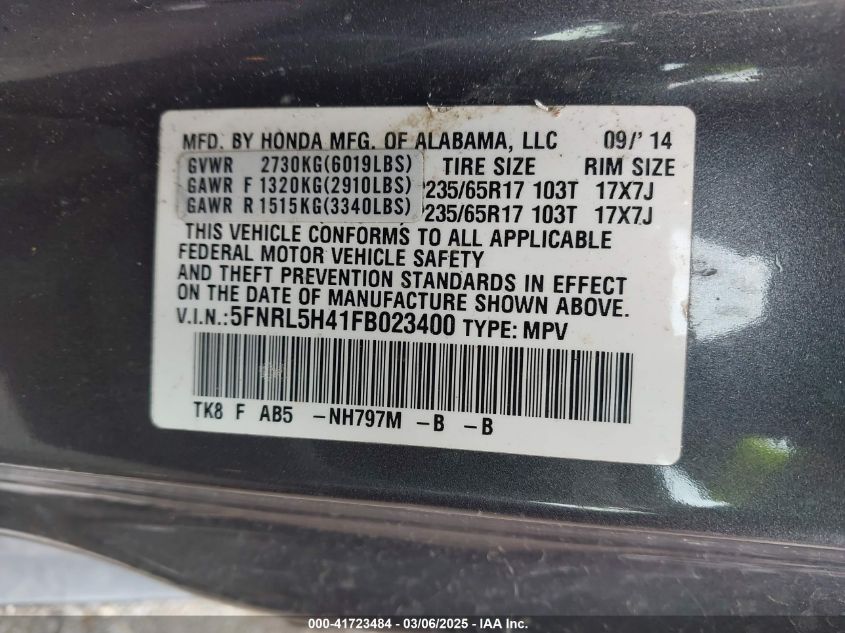 MFD. BY HONDA MFG. OF ALABAMA, LLC 09/' 14
GVWR 2730KG(6019LBS) TIRE SIZE RIM SIZE
GAWR F 1320KG(2910LBS) P235/65R17 103T 17X7J
GAWR R 1515KG(3340LBS) P235/65R17 103T 17X7J
THIS VEHICLE CONFORMS TO ALL APPLICABLE
FEDERAL MOTOR VEHICLE SAFETY
AND THEFT PREVENTION STANDARDS IN EFFECT
ON THE DATE OF MANUFACTURE SHOWN ABOVE.
V.I.N.:5FNRL5H41FB023400 TYPE: MPV
TK8 F AB5 -NH797M -B -B
000-41723484 - 03/06/2025 - IAA Inc.